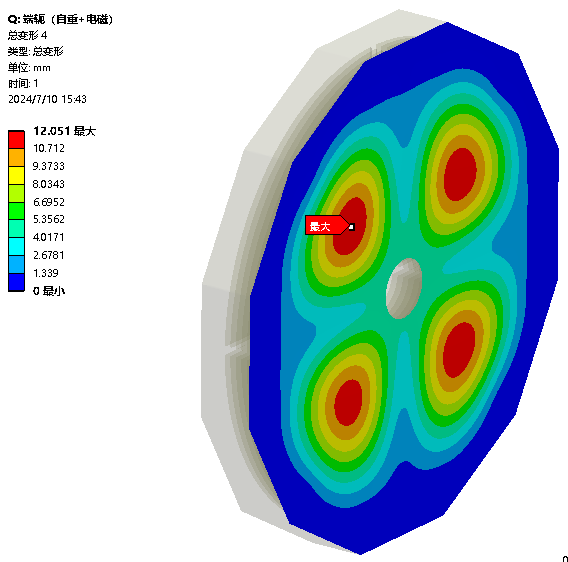 Q: 端轭（自重+电磁）
总变形 4
类型: 总变形
单位: mm
时间: 1
2024/7/10 15:43
12.051 最大
10.712
9.3733
8.0343
6.6952
5.3562
4.0171
2.6781
1.339
0 最小
最大
0